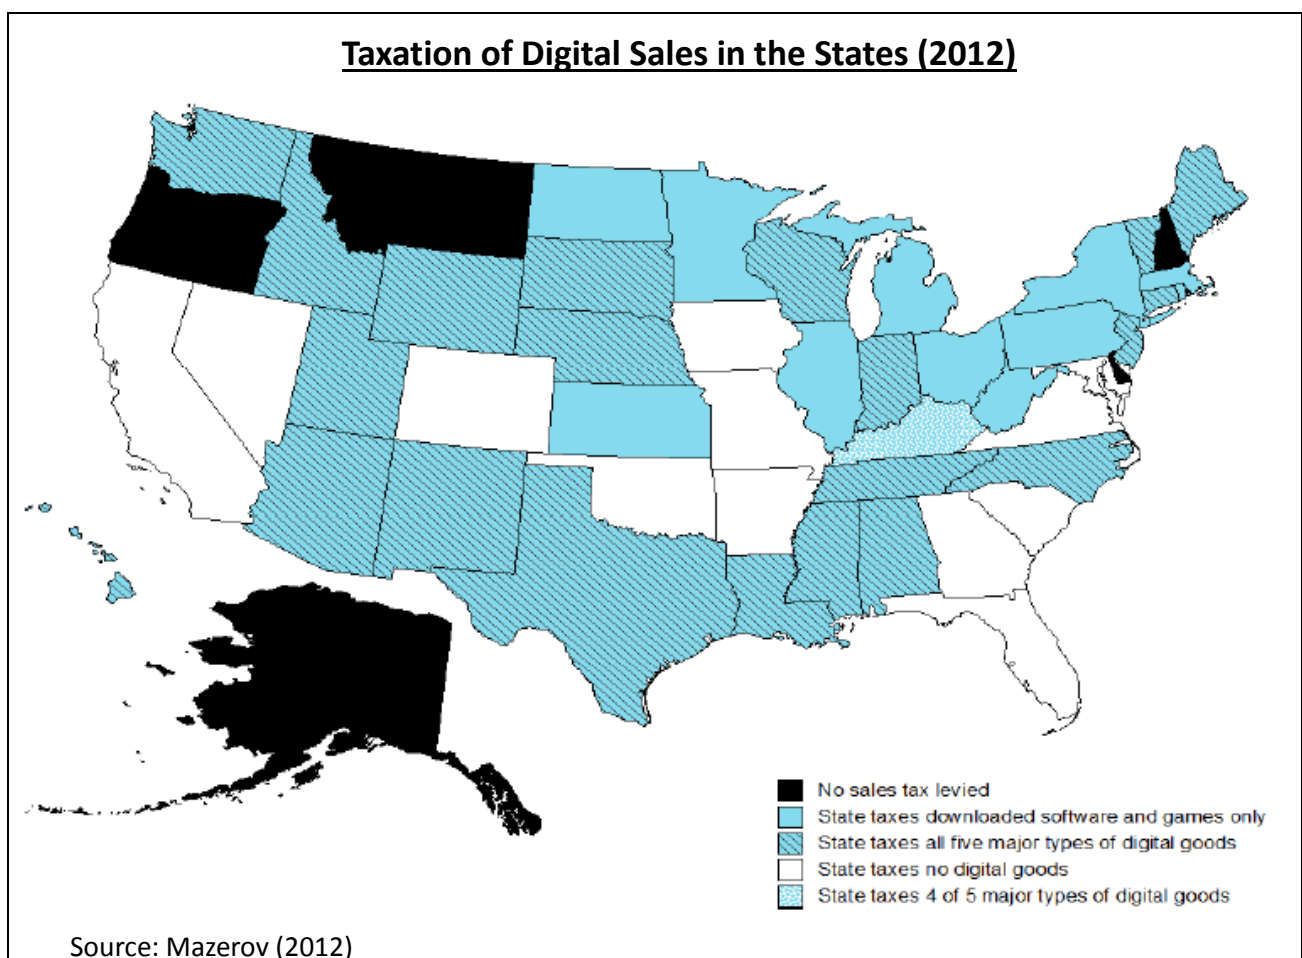 Taxation of Digital Sales in the States (2012)
No sales tax levied
State taxes downloaded software and games only
State taxes all five major types of digital goods
State taxes no digital goods
State taxes 4 of 5 major types of digital goods
Source: Mazerov (2012)